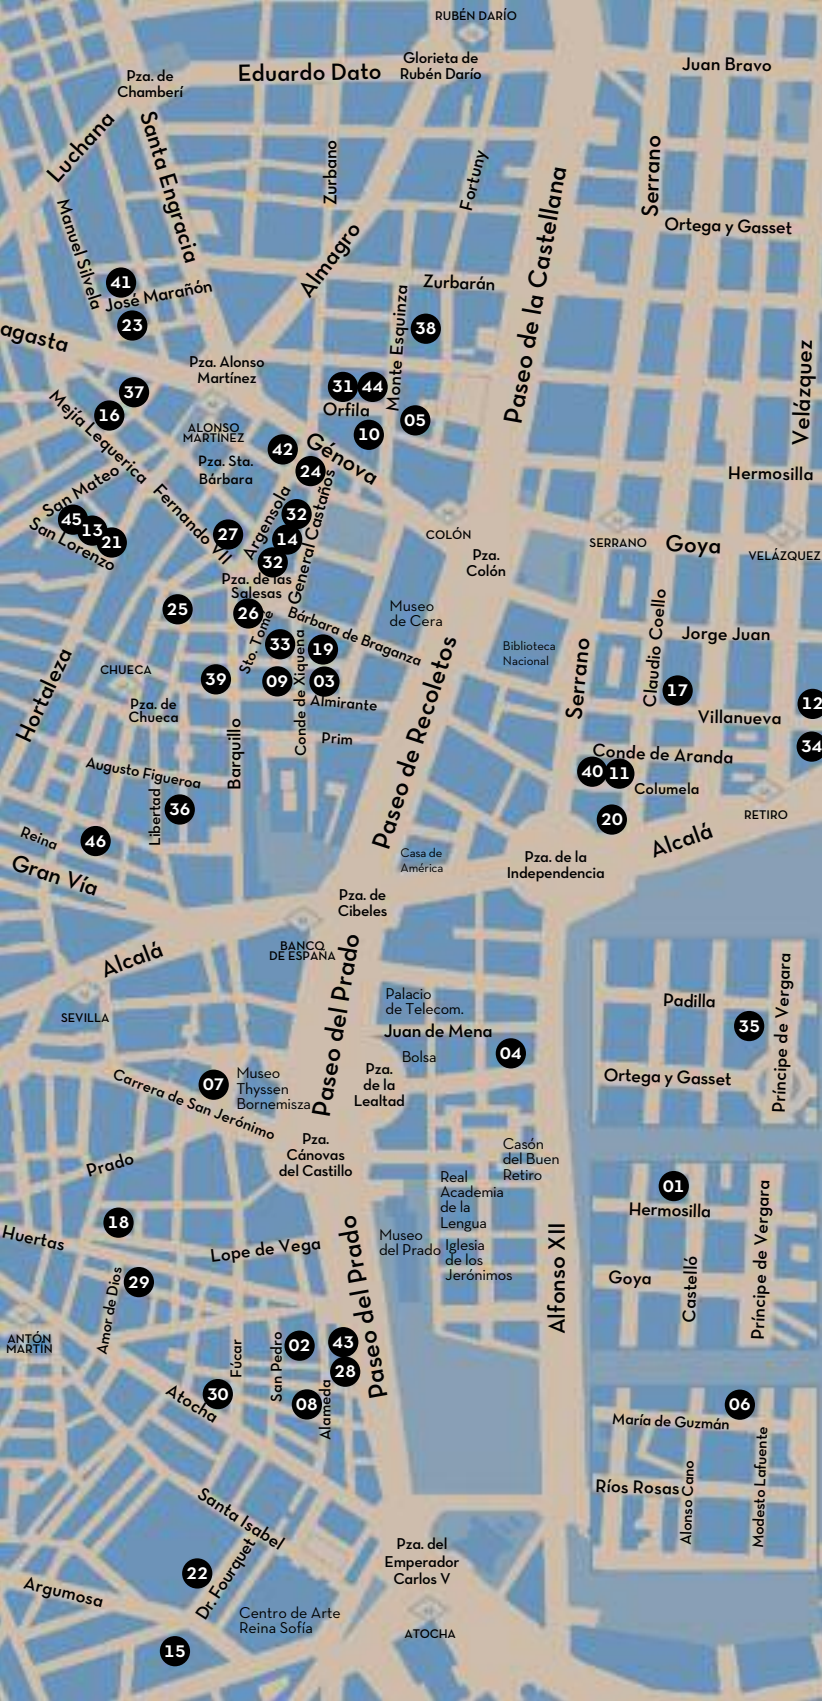 RUBÉN DARÍO
Glorieta de
Rubén Darío
Eduardo Dato
Juan Bravo
Pza. de
Chamberí
Luchana
Santa Engracia
Zurbano
Fortuny
Serrano
Paseo de la Castellana
Ortega y Gasset
Manuel Silvela
Almagro
41
José Marañón
Zurbarán
23
Monte Esquinza
38
agasta
Pza. Alonso
Martínez
Velázquez
37
31
44
16
Orfila
05
Mejía Lequerica
ALONSO
MARTÍNEZ
10
42
Génova
Pza. Sta.
Bárbara
24
Hermosilla
San Mateo
Fernando VII
Argensola
General Castaños
45
13
21
San Lorenzo
32
27
14
32
COLÓN
Pza.
Colón
SERRANO
Goya
VELÁZQUEZ
Pza. de las
Salesas
25
26
Museo
de Cera
Bárbara de Braganza
Sto. Tomé
Claudio Coello
Jorge Juan
33
19
Biblioteca
Nacional
Hortaleza
CHUECA
39
09
03
Conde de Xiquena
Serrano
17
12
Pza. de
Chueca
Almirante
Villanueva
Barquillo
Prim
Paseo de Recoletos
34
Conde de Aranda
Augusto Figueroa
40
11
Columela
Libertad
36
20
RETIRO
Reina
46
Alcalá
Casa de
América
Pza. de la
Independencia
Gran Vía
Pza. de
Cibeles
BANCO
DE ESPAÑA
Alcalá
Paseo del Prado
SEVILLA
Palacio
de Telecom.
Padilla
Príncipe de Vergara
Juan de Mena
35
Bolsa
04
07
Museo
Thyssen
Bornemisza
Pza.
de la
Lealtad
Ortega y Gasset
Carrera de San Jerónimo
Pza.
Cánovas
del Castillo
Prado
Casón
del Buen
Retiro
Real
Academia
de la
Lengua
01
Hermosilla
18
Huertas
Lope de Vega
Paseo del Prado
Museo
del Prado
Iglesia
de los
Jerónimos
Alfonso XII
Goya
Castelló
Príncipe de Vergara
29
Amor de Dios
ANTÓN
MARTÍN
Fúcar
San Pedro
02
43
28
30
Atocha
08
Alameda
06
María de Guzmán
Ríos Rosas
Alonso Cano
Modesto Lafuente
Santa Isabel
Pza. del
Emperador
Carlos V
22
Dr. Fourquet
Argumosa
Centro de Arte
Reina Sofía
ATOCHA
15